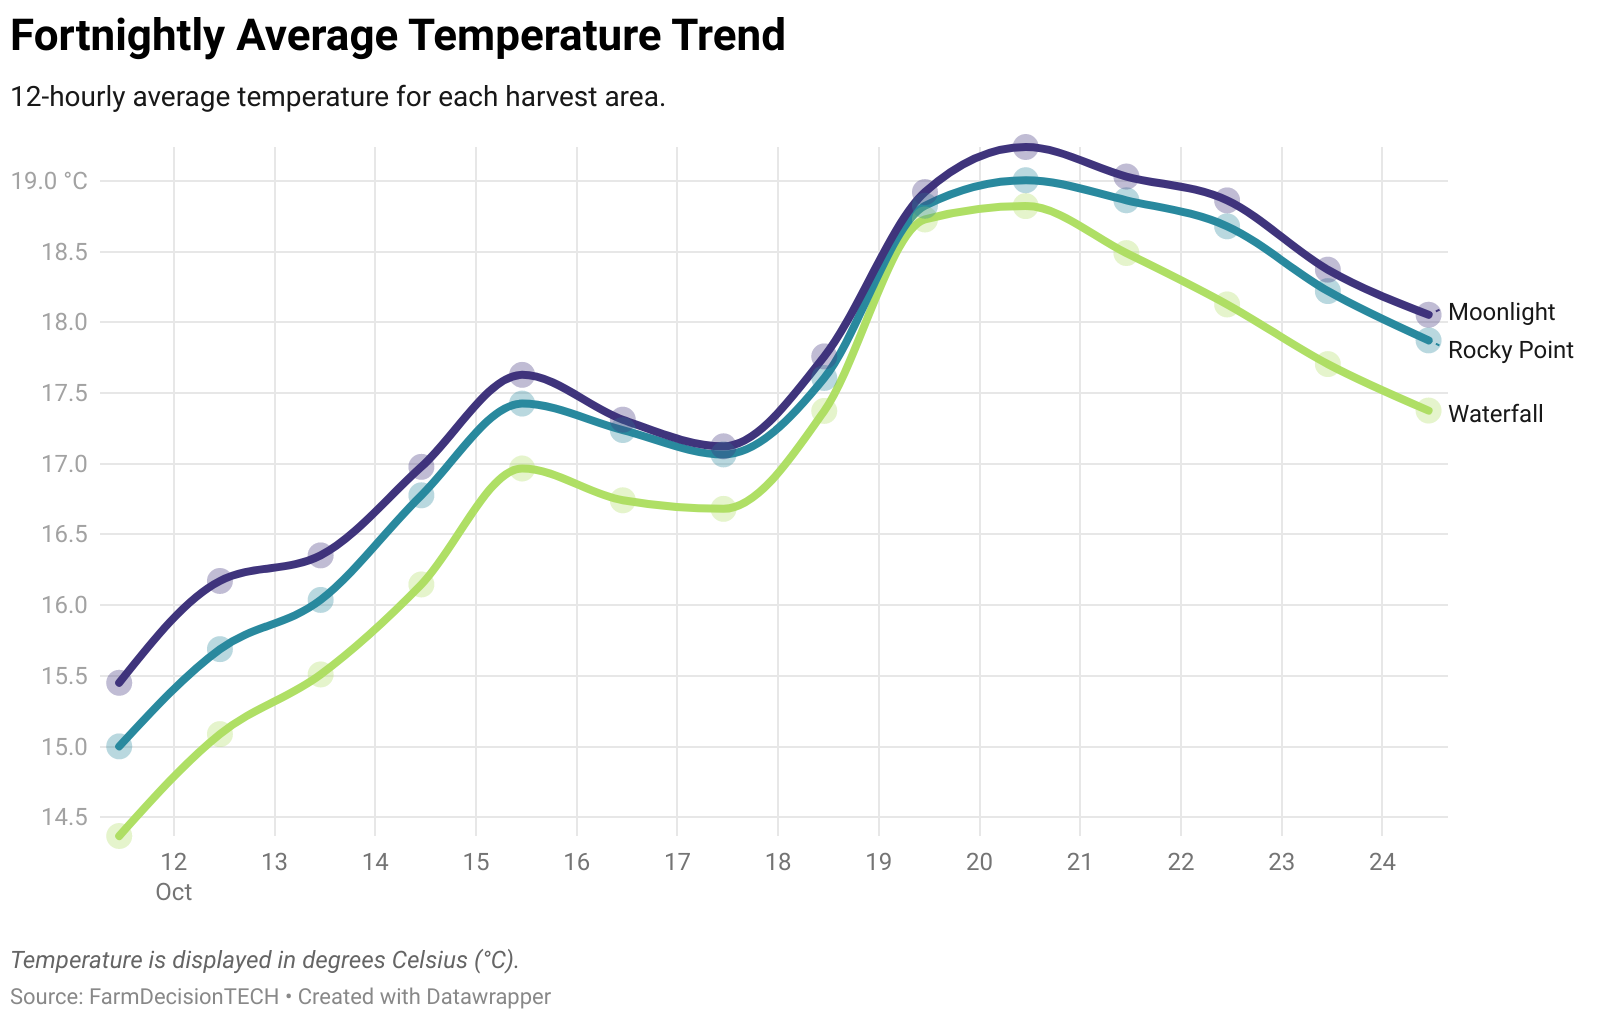 Fortnightly Average Temperature Trend
12-hourly average temperature for each harvest area.
19.0 °C
18.5
18.0
17.5
17.0
16.5
16.0
15.5
15.0
14.5
Moonlight
Rocky Point
Waterfall
12 13 14 15 16 17 18 19 20 21 22 23 24
Oct
Temperature is displayed in degrees Celsius (°C).
Source: FarmDecisionTECH • Created with Datawrapper